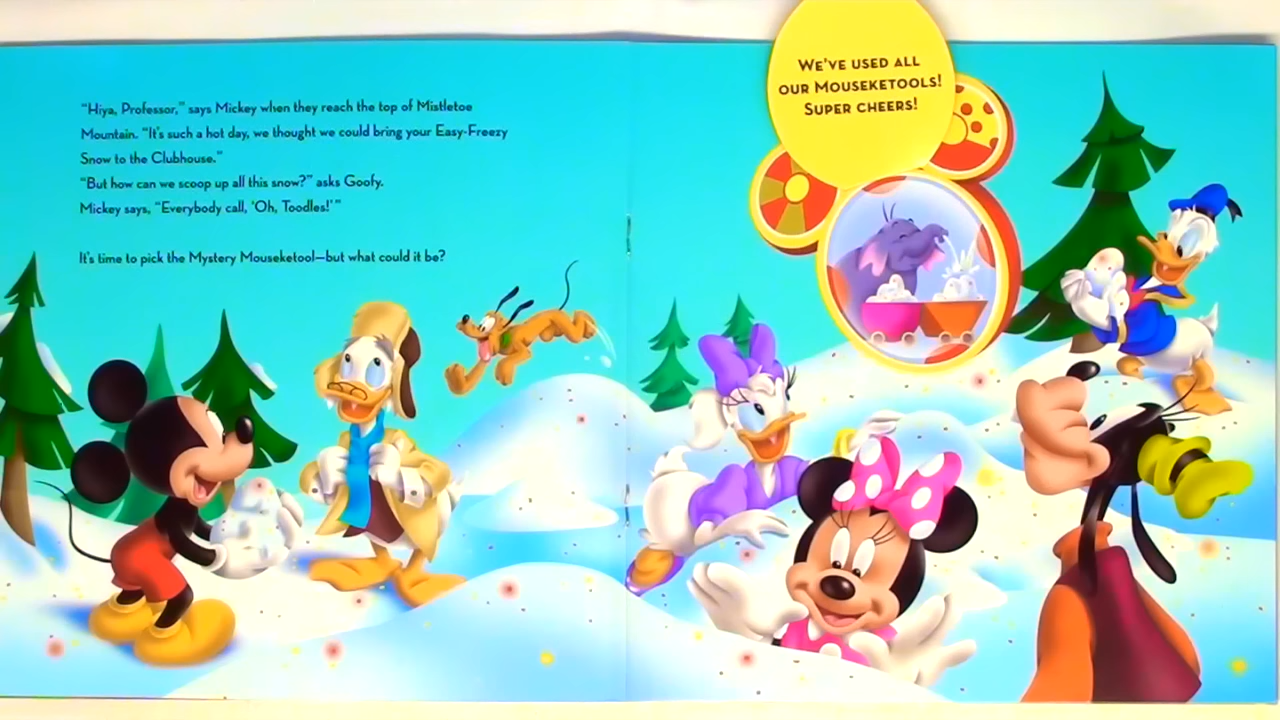 “Hiya, Professor,” says Mickey when they reach the top of Mistletoe
Mountain. “It’s such a hot day, we thought we could bring your Easy-Freezy
Snow to the Clubhouse.”
“But how can we scoop up all this snow?” asks Goofy.
Mickey says, “Everybody call, ‘Oh, Toodles!’”
It’s time to pick the Mystery Mouseketool—but what could it be?
We’ve used all
our Mouseketools!
Super cheers!